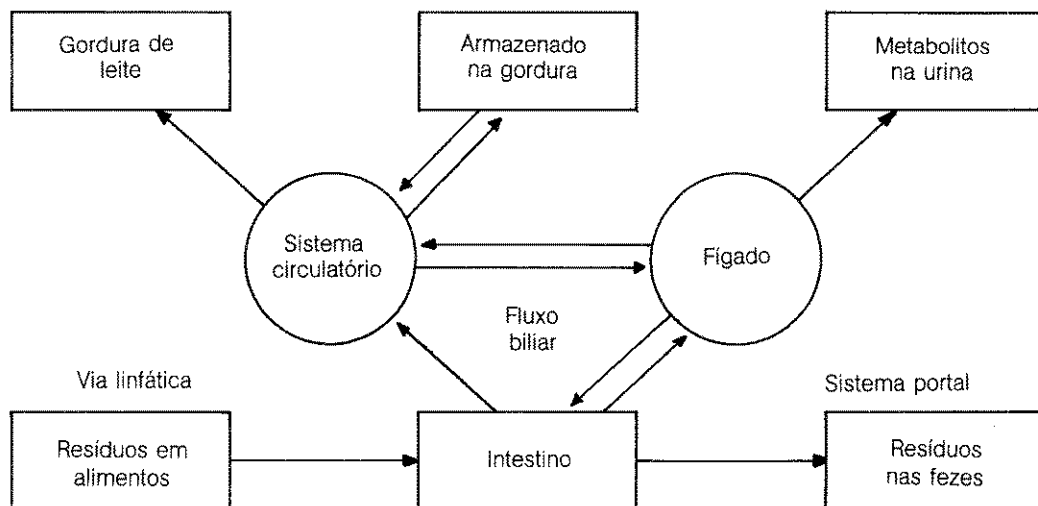 Gordura de
leite
Armazenado
na gordura
Metabolitos
na urina
Sistema
circulatório
Fígado
Fluxo
biliar
Via linfática
Sistema portal
Resíduos em
alimentos
Intestino
Resíduos
nas fezes